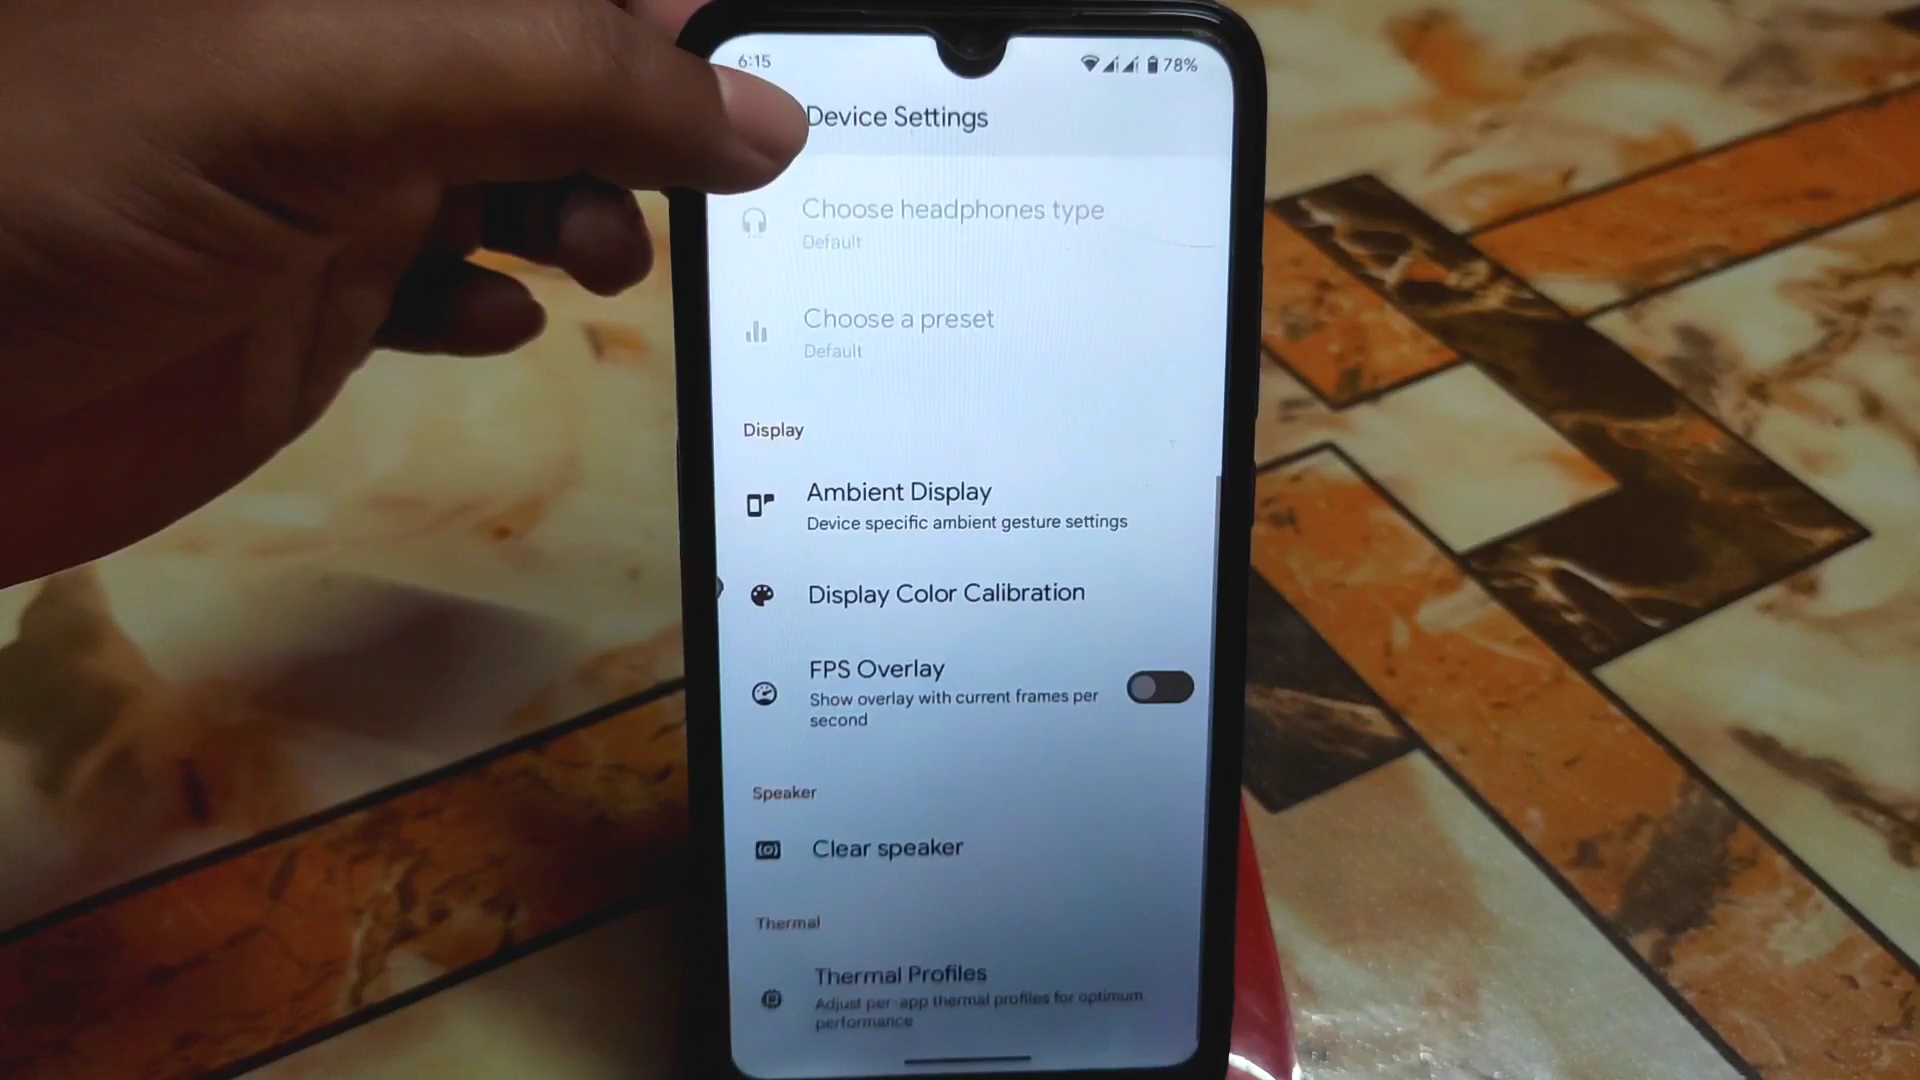 6:15
78%
Device Settings
Choose headphones type
Default
Choose a preset
Default
Display
Ambient Display
Device specific ambient gesture settings
Display Color Calibration
FPS Overlay
Show overlay with current frames per
second
Speaker
Clear speaker
Thermal
Thermal Profiles
Adjust per-app thermal profiles for optimum
performance